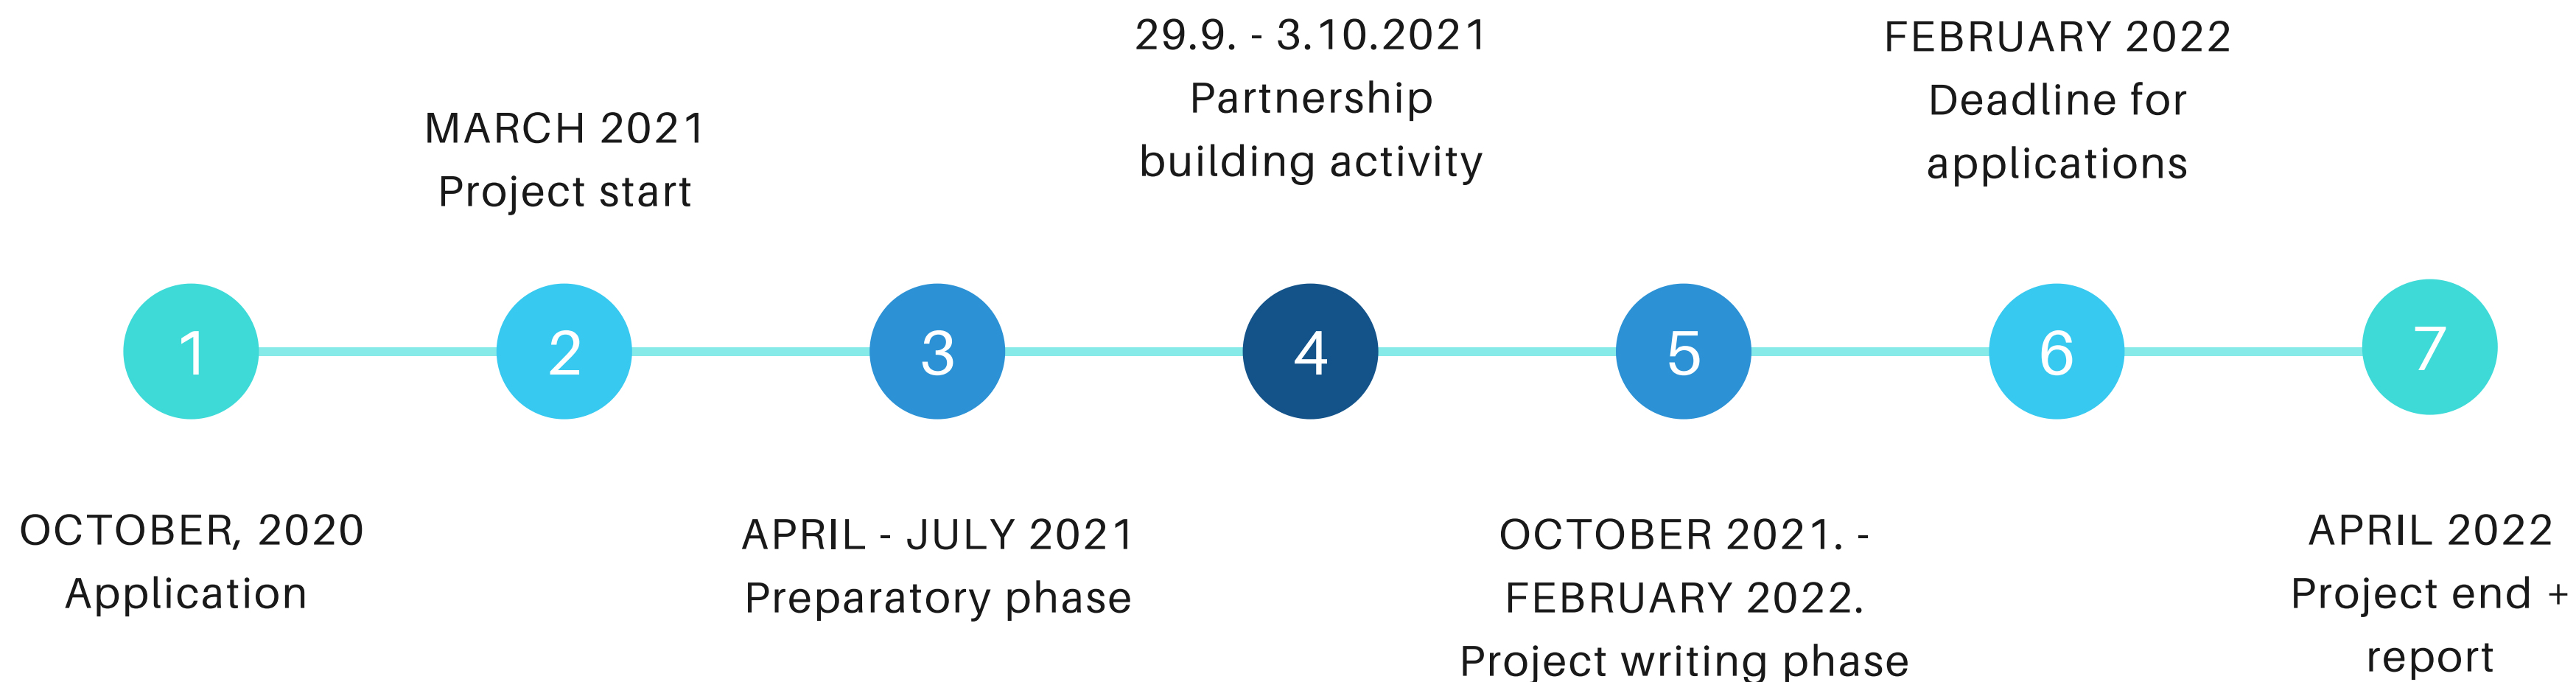 OCTOBER, 2020
Application
1
MARCH 2021
Project start
2
APRIL - JULY 2021
Preparatory phase
3
29.9. - 3.10.2021
Partnership
building activity
4
OCTOBER 2021. -
FEBRUARY 2022.
Project writing phase
5
FEBRUARY 2022
Deadline for
applications
6
APRIL 2022
Project end +
report
7